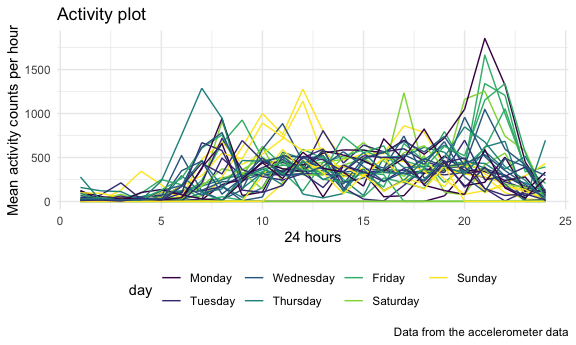 Activity plot
Mean activity counts per hour
1500
1000
500
0
0 5 10 15 20 25
24 hours
day
Monday Wednesday Friday Sunday
Tuesday Thursday Saturday
Data from the accelerometer data